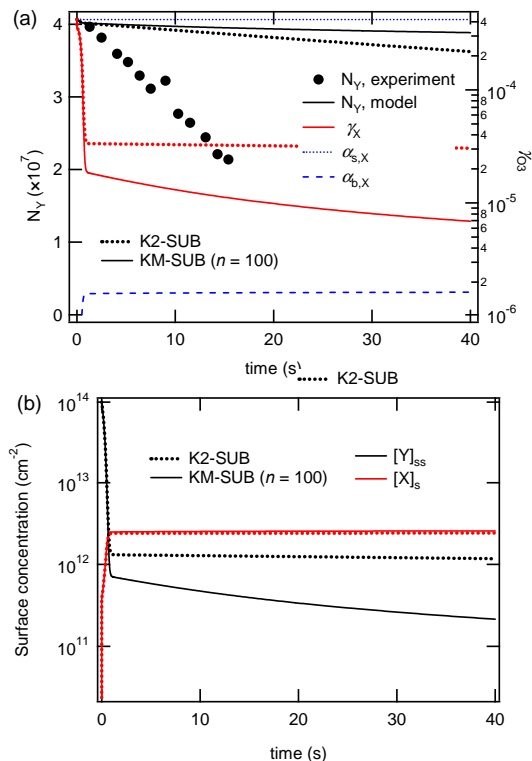 (a)
4
3
2
1
0
N_Y (×10^7)
N_Y, experiment
N_Y, model
γ_X
α_s,X
α_b,X
K2-SUB
KM-SUB (n = 100)
4
2
10^-4
8
6
4
2
10^-5
8
6
4
2
10^-6
γ_O3
0
10
20
30
40
time (s)
K2-SUB
(b)
10^14
10^13
10^12
10^11
Surface concentration (cm^-2)
K2-SUB
KM-SUB (n = 100)
[Y]_ss
[X]_s
0
10
20
30
40
time (s)